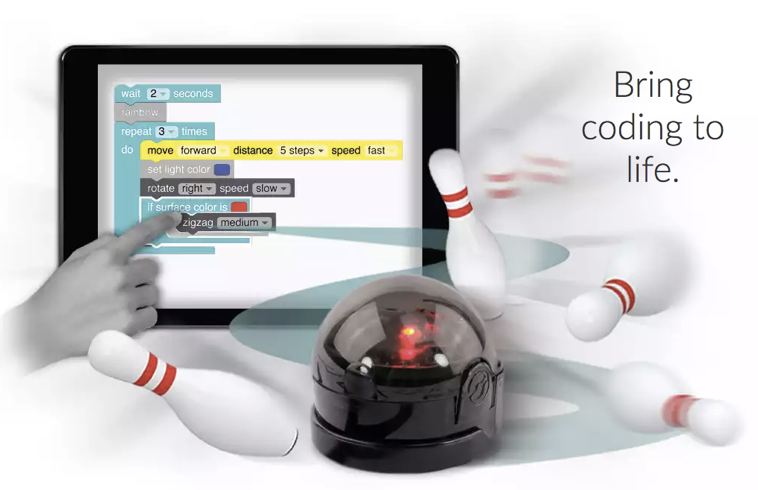 wait 2 seconds
rainbow
repeat 3 times
do move forward distance 5 steps speed fast
set light color
rotate right speed slow
if surface color is
zigzag medium
Bring
coding to
life.